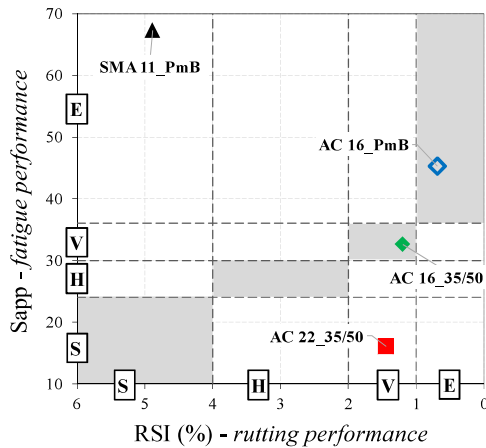 70
60
50
40
30
20
10
Sapp - fatigue performance
E
V
H
S
SMA 11_PmB
AC 16_PmB
AC 16_35/50
AC 22_35/50
S
H
V
E
6 5 4 3 2 1 0
RSI (%) - rutting performance